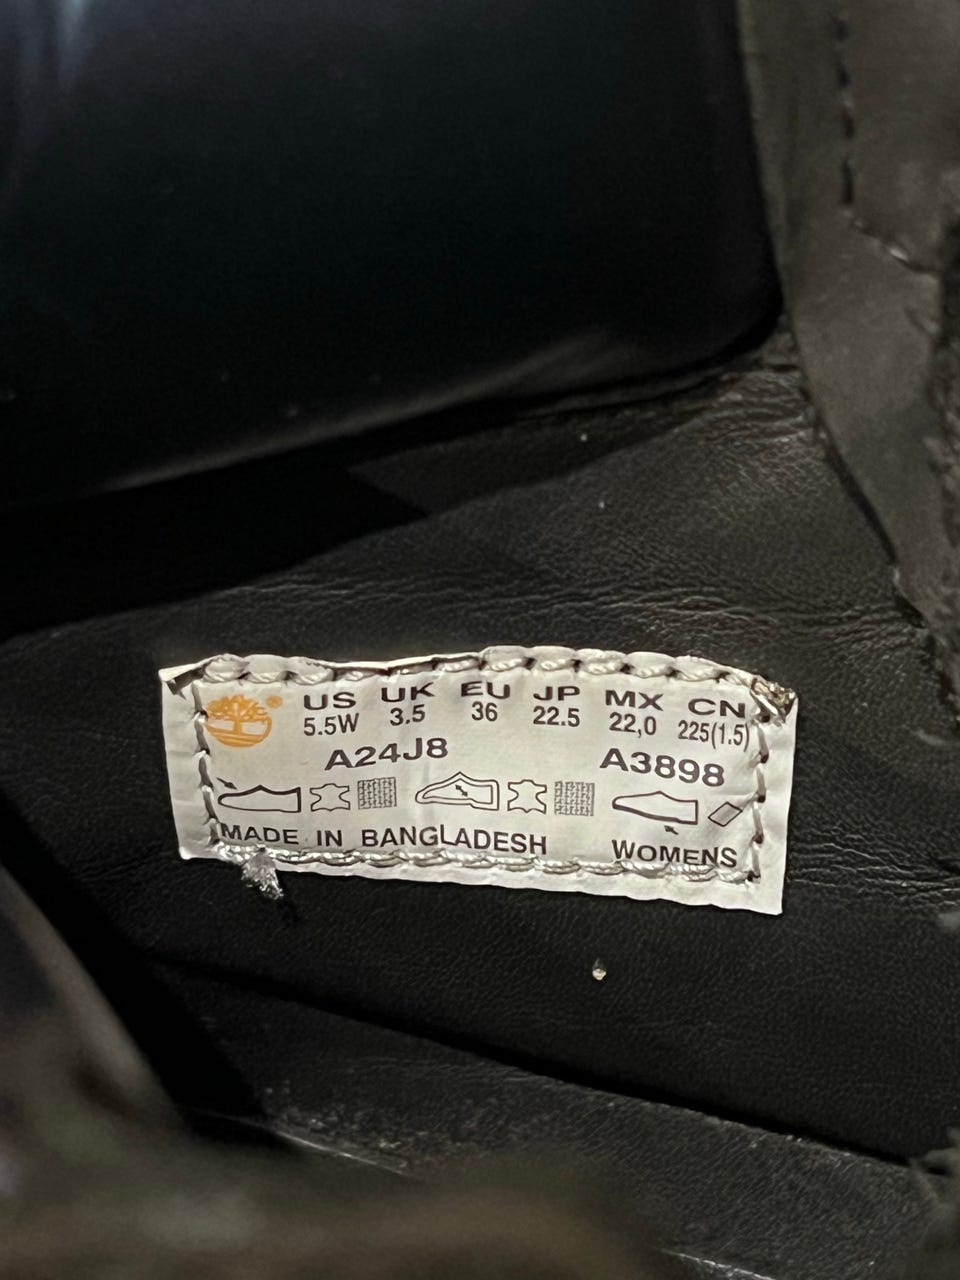 US UK EU JP MX CN
5.5W 3.5 36 22.5 22,0 225(1.5)
A24J8 A3898
MADE IN BANGLADESH WOMENS